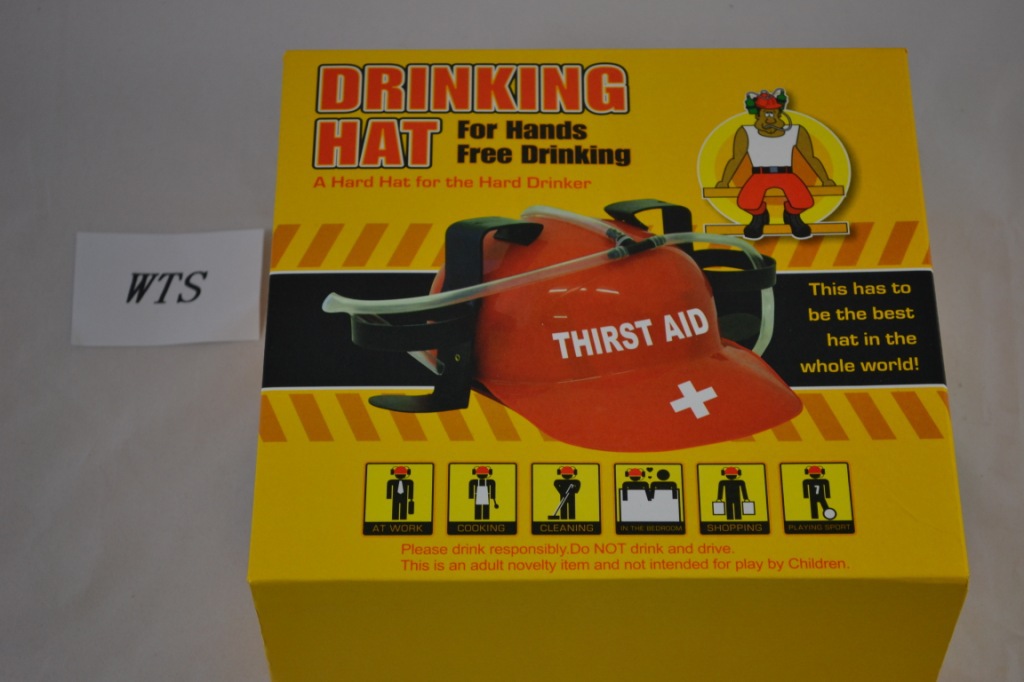 DRINKING
HAT
For Hands
Free Drinking
A Hard Hat for the Hard Drinker
WTS
THIRST AID
This has to
be the best
hat in the
whole world!
AT WORK
COOKING
CLEANING
IN THE BEDROOM
SHOPPING
7
PLAYING SPORT
Please drink responsibly.Do NOT drink and drive.
This is an adult novelty item and not intended for play by Children.